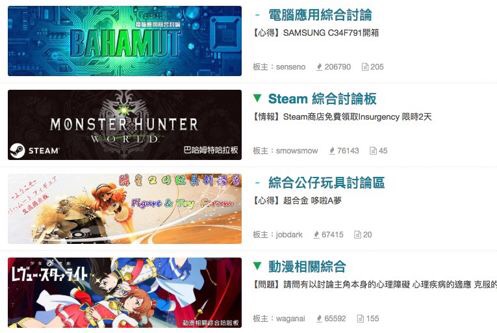 電腦應用綜合討論
BAHAMUT
- 電腦應用綜合討論
【心得】SAMSUNG C34F791開箱
板主：senseno 206790 205
MONSTER HUNTER
WORLD
STEAM 巴哈姆特哈拉板
▼ Steam 綜合討論板
【情報】Steam商店免費領取Insurgency 限時2天
板主：smowsmow 76143 45
Figure & Toy Forum
- 綜合公仔玩具討論區
【心得】超合金 哆啦A夢
板主：jobdark 67415 20
レヴュースタァライト
動漫相關綜合哈啦板
▼ 動漫相關綜合
【問題】請問有以討論主角本身的心理障礙 心理疾病的適應 克服的
板主：waganai 65592 155